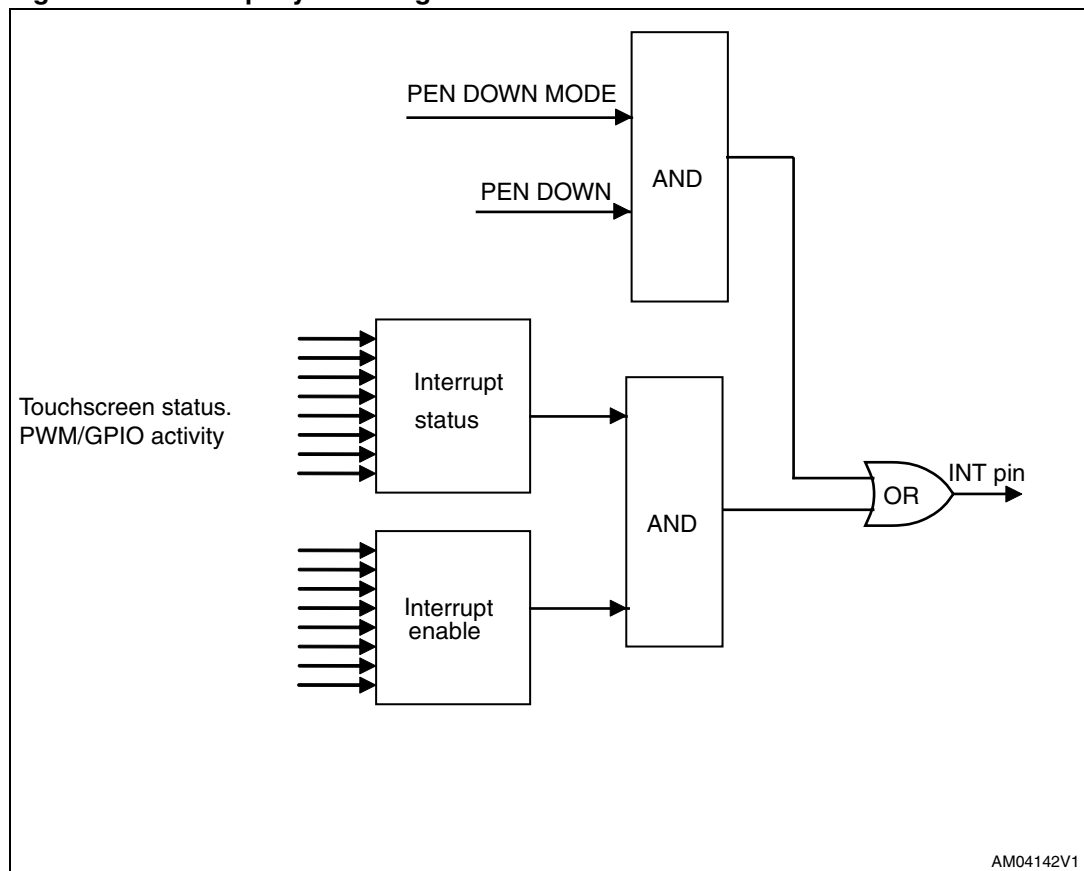 PEN DOWN MODE
AND
PEN DOWN
Interrupt
status
Touchscreen status.
PWM/GPIO activity
INT pin
OR
AND
Interrupt
enable
AM04142V1